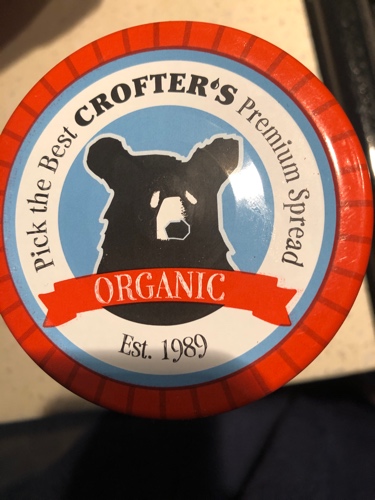 Pick the Best CROFTER'S Premium Spread
ORGANIC
Est. 1989